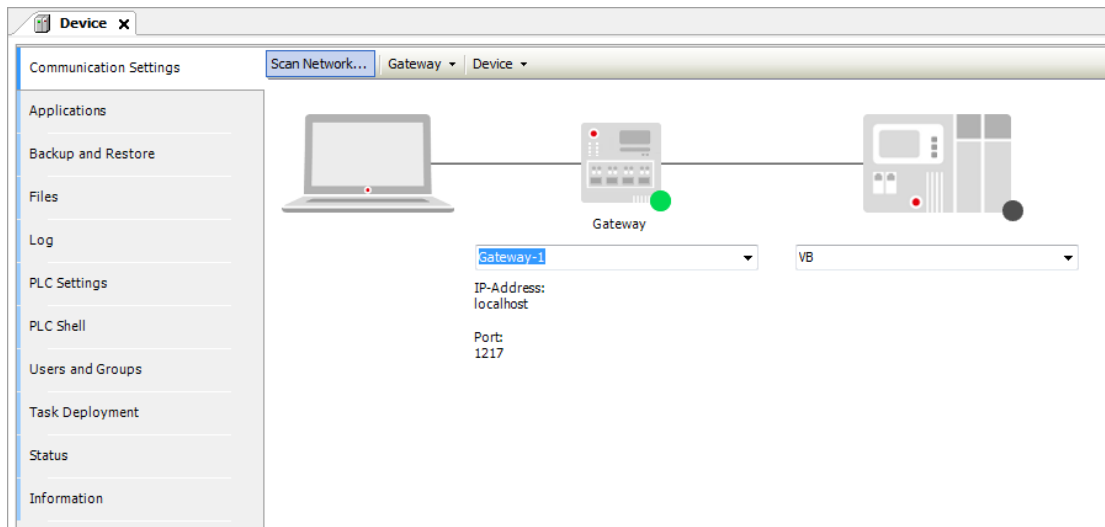 Device
Communication Settings
Scan Network... Gateway Device
Applications
Backup and Restore
Files
Log
PLC Settings
PLC Shell
Users and Groups
Task Deployment
Status
Information
Gateway
Gateway-1
VB
IP-Address:
localhost
Port:
1217